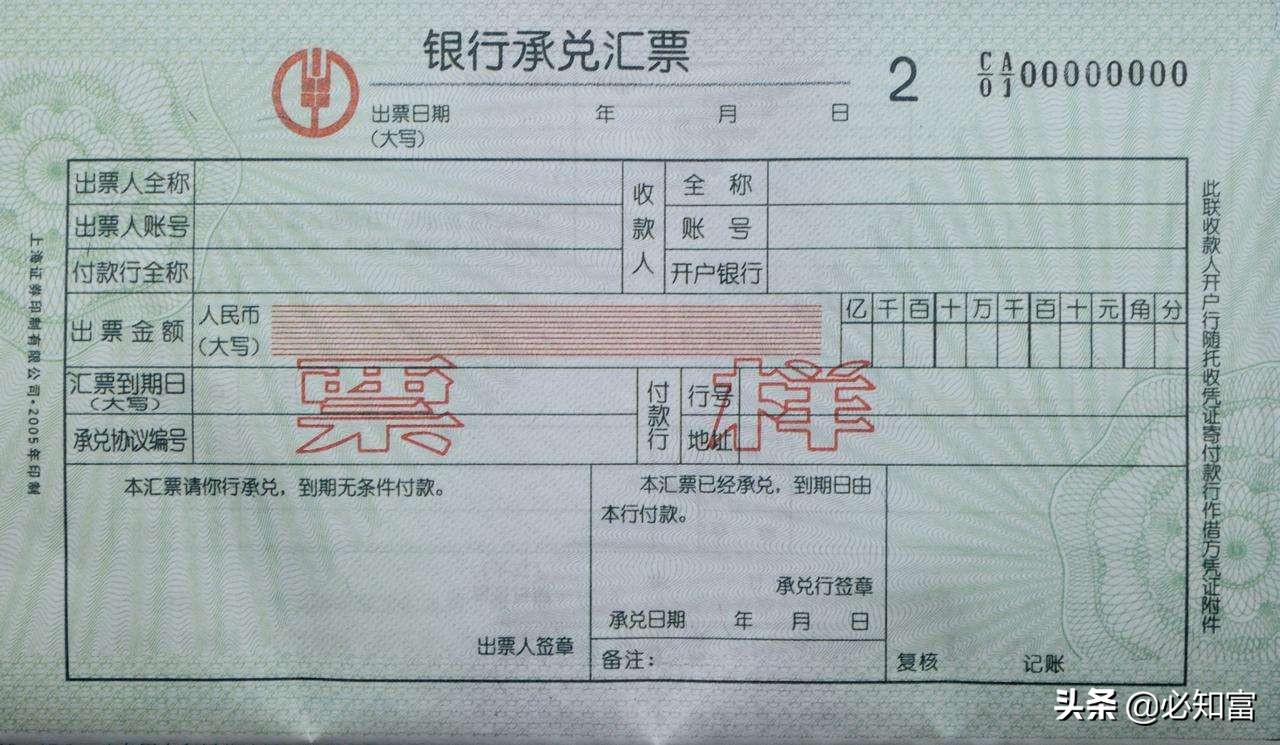 银行承兑汇票
2
CA
01 00000000
出票日期
(大写)
年 月 日
出票人全称
收款人
全 称
出票人账号
账 号
付款行全称
开户银行
出票金额
人民币
(大写)
亿千百十万千百十元角分
汇票到期日
(大写)
付款行
行号
承兑协议编号
地址
票样
本汇票请你行承兑，到期无条件付款。
出票人签章
本汇票已经承兑，到期日由
本行付款。
承兑行签章
承兑日期 年 月 日
备注：
复核 记账
此联收款人开户行随托收凭证寄付款行作借方凭证附件
上海证券印制有限公司·2005年印制
头条 @必知富